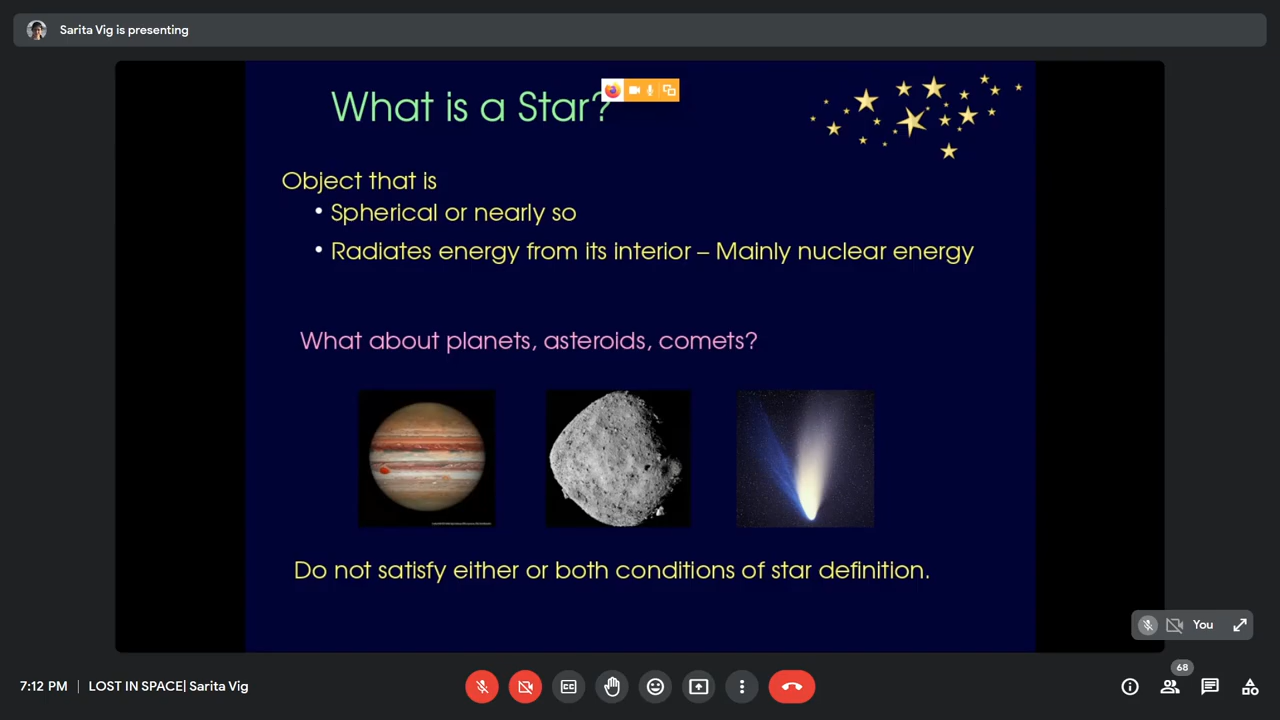 Sarita Vig is presenting
What is a Star?
Object that is
• Spherical or nearly so
• Radiates energy from its interior – Mainly nuclear energy
What about planets, asteroids, comets?
Do not satisfy either or both conditions of star definition.
You
68
7:12 PM | LOST IN SPACE| Sarita Vig